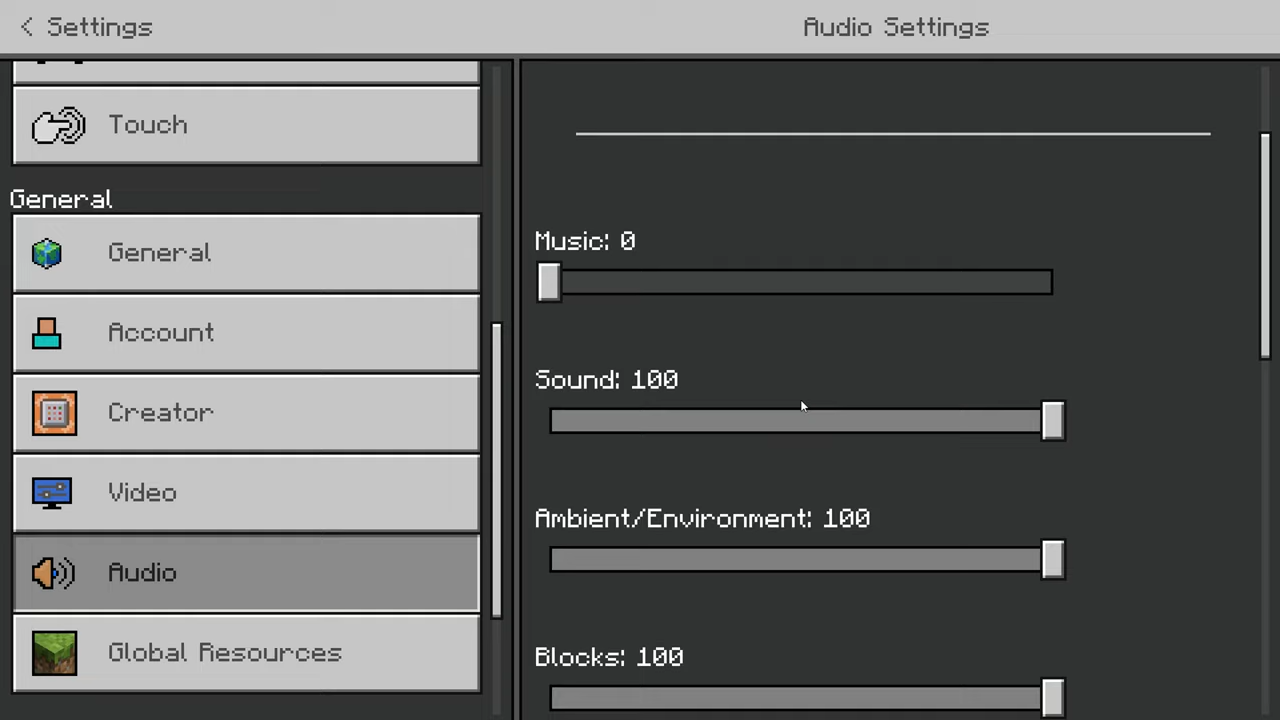 < Settings
Audio Settings
Touch
General
General
Account
Creator
Video
Audio
Global Resources
Music: 0
Sound: 100
Ambient/Environment: 100
Blocks: 100